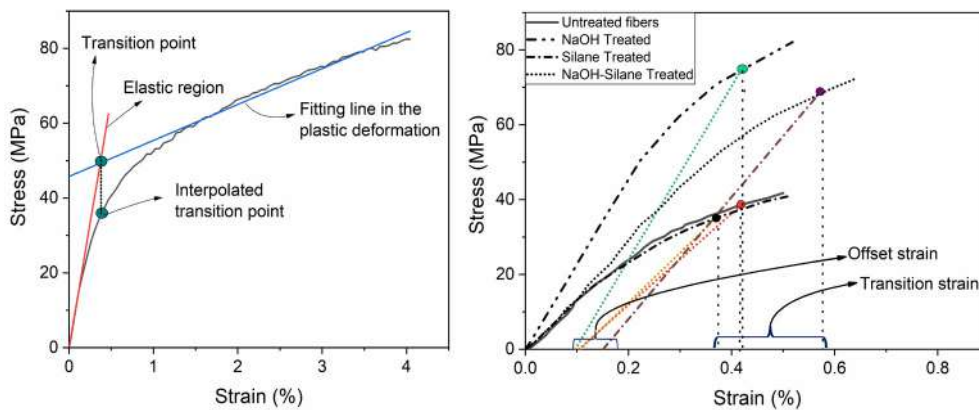 Transition point
Elastic region
Fitting line in the
plastic deformation
Interpolated
transition point
Stress (MPa)
80
60
40
20
0
0
1
2
3
4
Strain (%)
Untreated fibers
NaOH Treated
Silane Treated
NaOH-Silane Treated
Offset strain
Transition strain
Stress (MPa)
80
60
40
20
0
0.0
0.2
0.4
0.6
0.8
Strain (%)